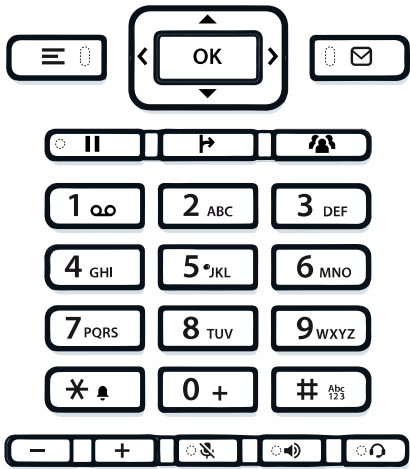 OK
1 2 ABC 3 DEF
4 GHI 5 JKL 6 MNO
7 PQRS 8 TUV 9 WXYZ
* 0 + # Abc
123
- +